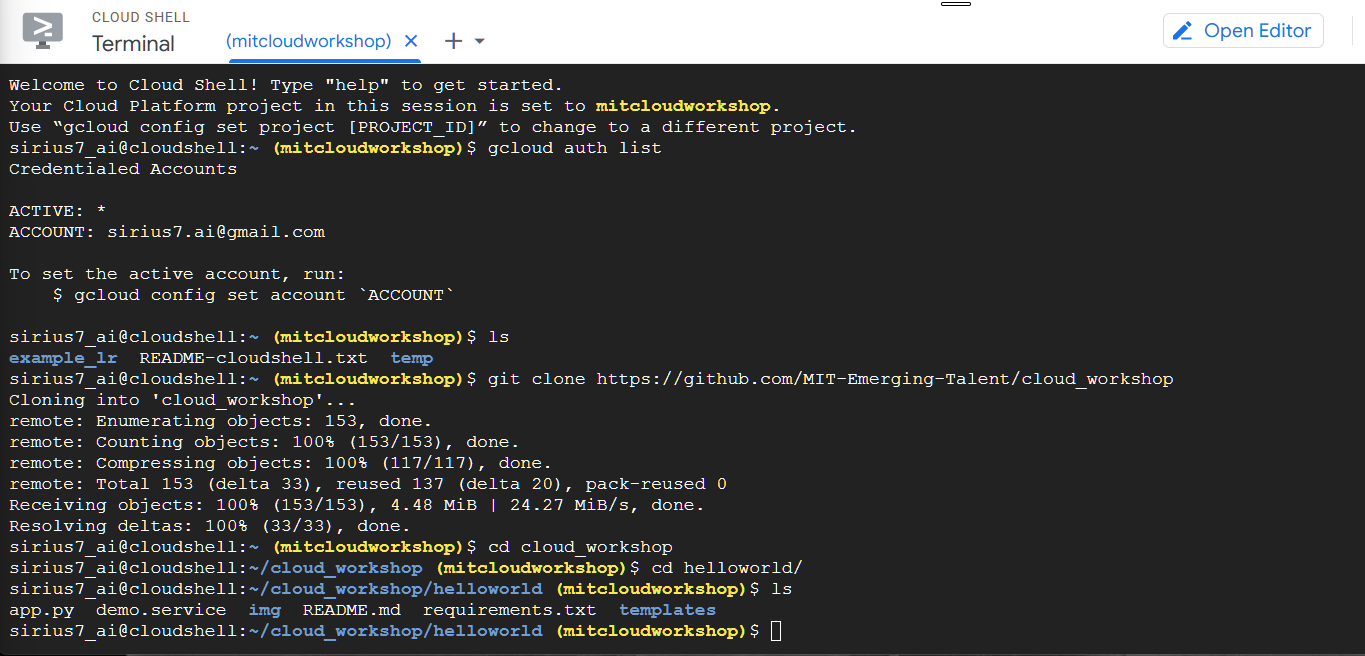 CLOUD SHELL
Terminal
(mitcloudworkshop)
Open Editor
Welcome to Cloud Shell! Type "help" to get started.
Your Cloud Platform project in this session is set to mitcloudworkshop.
Use “gcloud config set project [PROJECT_ID]” to change to a different project.
sirius7_ai@cloudshell:~ (mitcloudworkshop)$ gcloud auth list
Credentialed Accounts
ACTIVE: *
ACCOUNT: sirius7.ai@gmail.com
To set the active account, run:
    $ gcloud config set account `ACCOUNT`
sirius7_ai@cloudshell:~ (mitcloudworkshop)$ ls
example_lr  README-cloudshell.txt  temp
sirius7_ai@cloudshell:~ (mitcloudworkshop)$ git clone https://github.com/MIT-Emerging-Talent/cloud_workshop
Cloning into 'cloud_workshop'...
remote: Enumerating objects: 153, done.
remote: Counting objects: 100% (153/153), done.
remote: Compressing objects: 100% (117/117), done.
remote: Total 153 (delta 33), reused 137 (delta 20), pack-reused 0
Receiving objects: 100% (153/153), 4.48 MiB | 24.27 MiB/s, done.
Resolving deltas: 100% (33/33), done.
sirius7_ai@cloudshell:~ (mitcloudworkshop)$ cd cloud_workshop
sirius7_ai@cloudshell:~/cloud_workshop (mitcloudworkshop)$ cd helloworld/
sirius7_ai@cloudshell:~/cloud_workshop/helloworld (mitcloudworkshop)$ ls
app.py  demo.service  img  README.md  requirements.txt  templates
sirius7_ai@cloudshell:~/cloud_workshop/helloworld (mitcloudworkshop)$